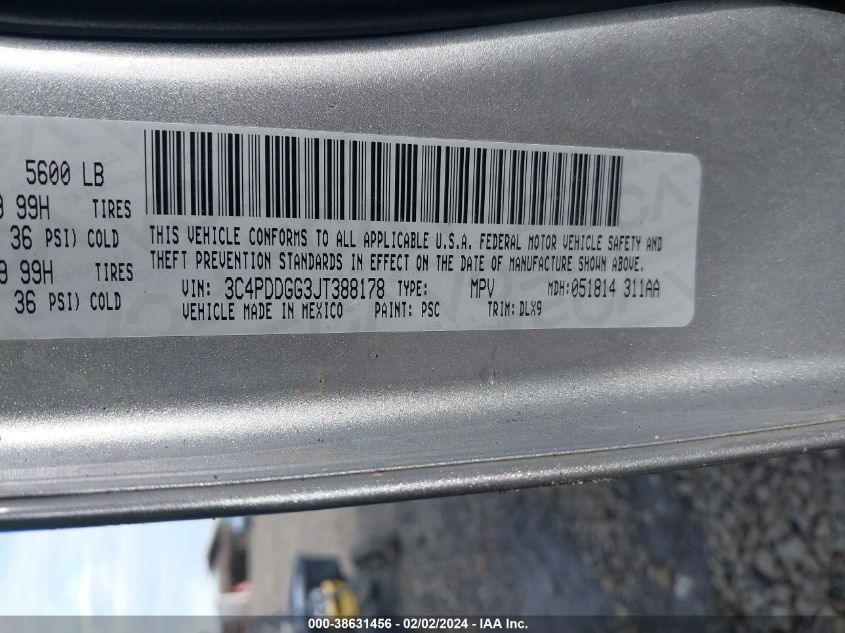 5600 LB
99H TIRES
36 PSI) COLD
99H TIRES
36 PSI) COLD
THIS VEHICLE CONFORMS TO ALL APPLICABLE U.S.A. FEDERAL MOTOR VEHICLE SAFETY AND
THEFT PREVENTION STANDARDS IN EFFECT ON THE DATE OF MANUFACTURE SHOWN ABOVE.
VIN: 3C4PDDGG3JT388178 TYPE: MPV MDH:051814 311AA
VEHICLE MADE IN MEXICO PAINT: PSC TRIM: DLX9
000-38631456 - 02/02/2024 - IAA Inc.